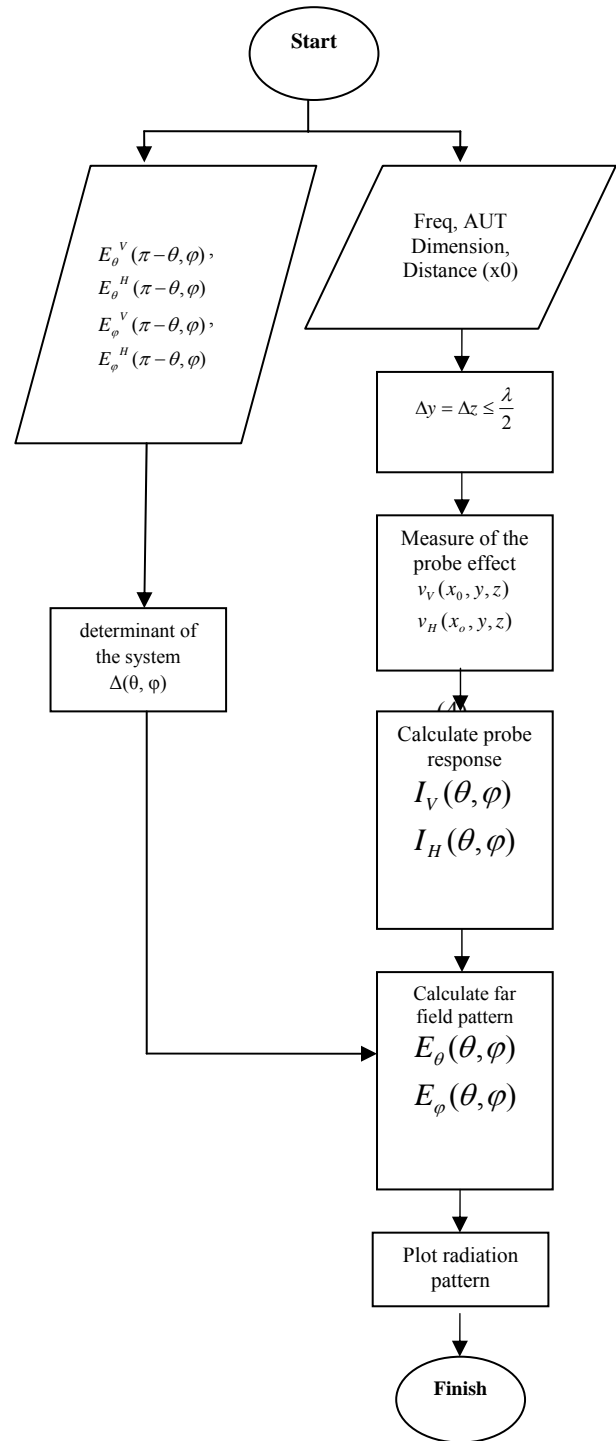 Start
E_θ^V(π−θ,φ),
E_θ^H(π−θ,φ)
E_φ^V(π−θ,φ),
E_φ^H(π−θ,φ)
Freq, AUT
Dimension,
Distance (x0)
Δy = Δz ≤ λ/2
Measure of the
probe effect
v_V(x_0, y, z)
v_H(x_o, y, z)
determinant of
the system
Δ(θ, φ)
Calculate probe
response
I_V(θ,φ)
I_H(θ,φ)
Calculate far
field pattern
E_θ(θ,φ)
E_φ(θ,φ)
Plot radiation
pattern
Finish